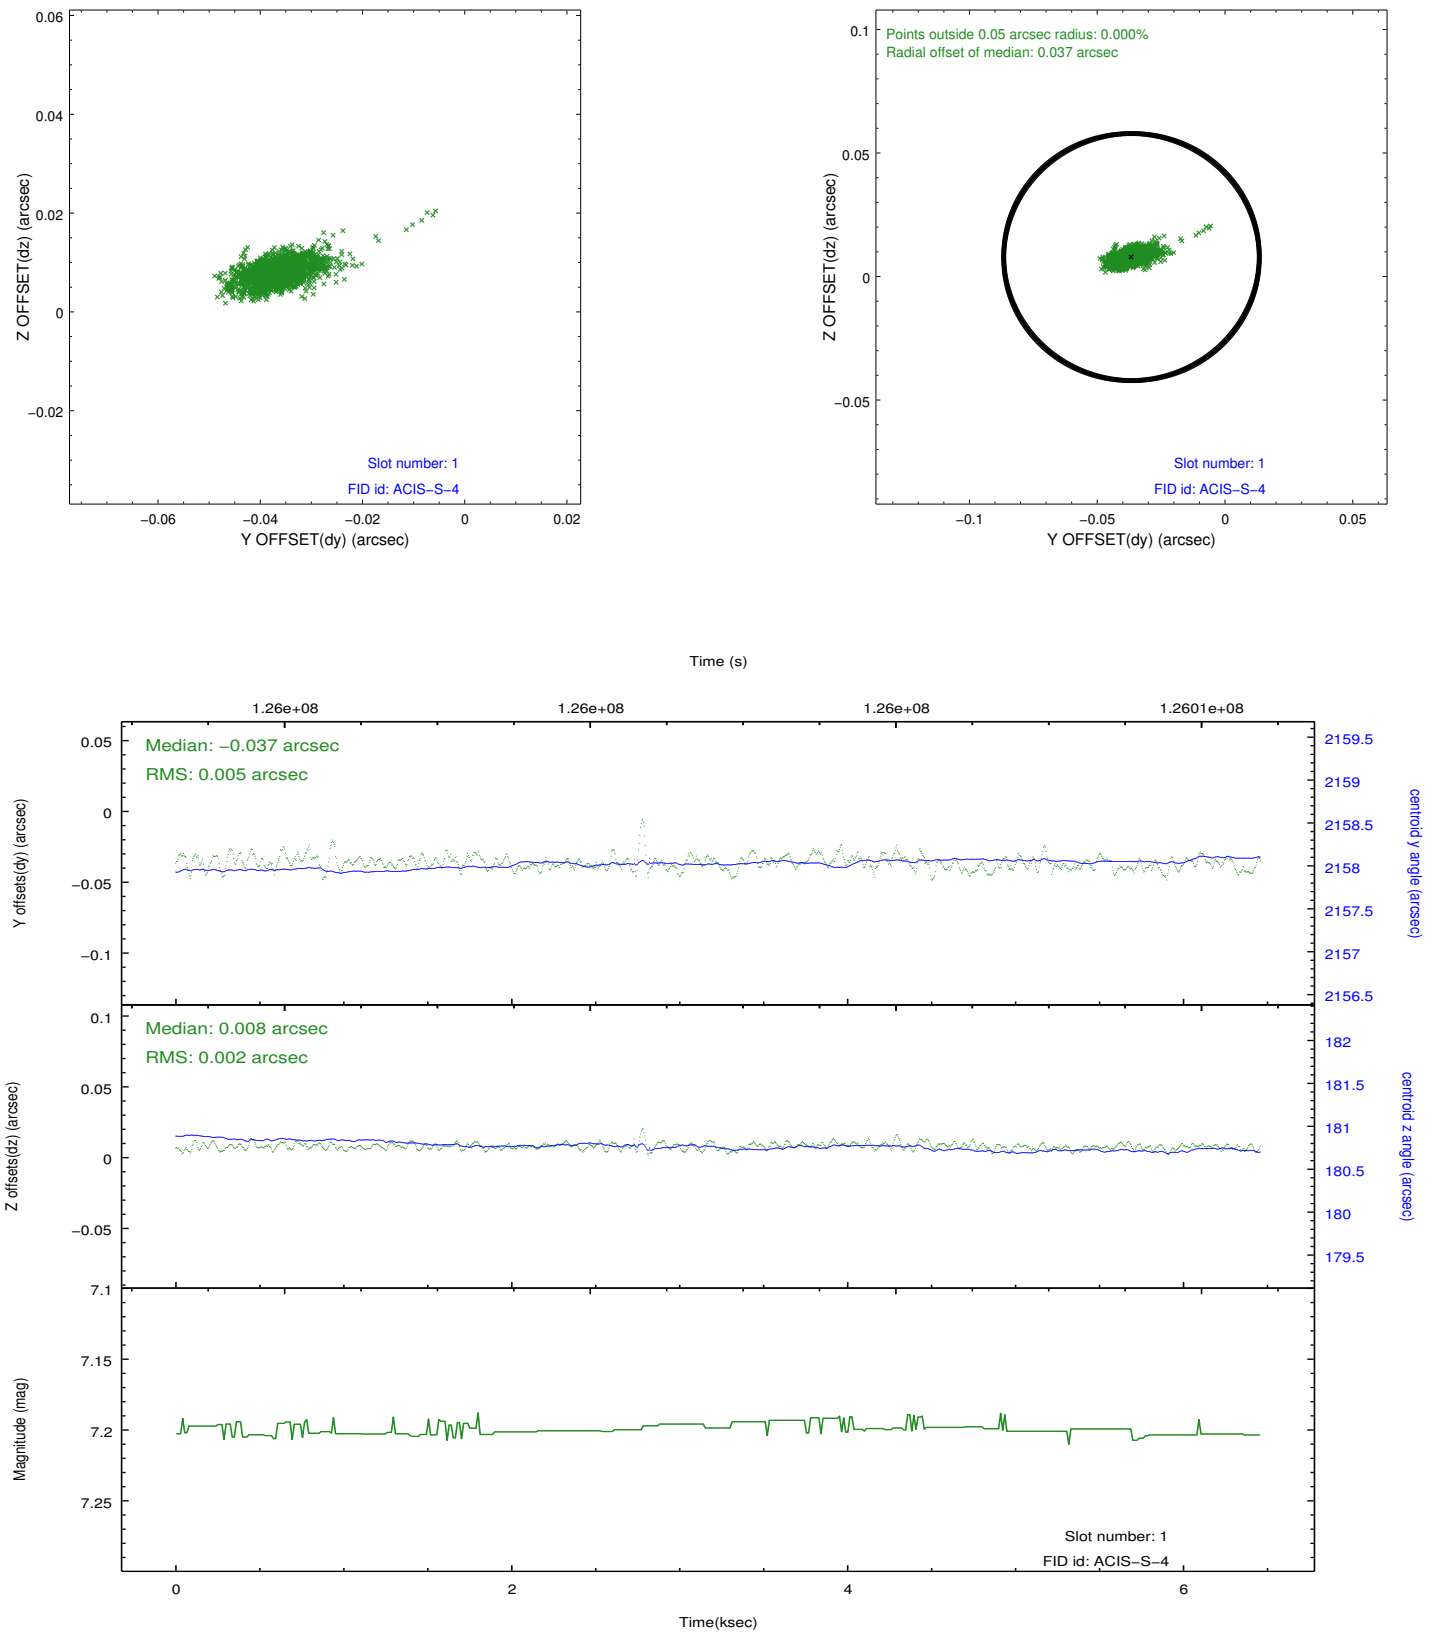 0.06
0.04
0.02
0
−0.02
Z OFFSET(dz) (arcsec)
Slot number: 1
FID id: ACIS−S−4
−0.06
−0.04
−0.02
0
0.02
Y OFFSET(dy) (arcsec)
Points outside 0.05 arcsec radius: 0.000%
Radial offset of median: 0.037 arcsec
0.1
0.05
0
−0.05
Z OFFSET(dz) (arcsec)
Slot number: 1
FID id: ACIS−S−4
−0.1
−0.05
0
0.05
Y OFFSET(dy) (arcsec)
Time (s)
1.26e+08
1.26e+08
1.26e+08
1.2601e+08
Median: −0.037 arcsec
RMS: 0.005 arcsec
0.05
0
−0.05
−0.1
Y offsets(dy) (arcsec)
2159.5
2159
2158.5
2158
2157.5
2157
2156.5
centroid y angle (arcsec)
Median: 0.008 arcsec
RMS: 0.002 arcsec
0.1
0.05
0
−0.05
Z offsets(dz) (arcsec)
182
181.5
181
180.5
180
179.5
centroid z angle (arcsec)
7.1
7.15
7.2
7.25
Magnitude (mag)
Slot number: 1
FID id: ACIS−S−4
0
2
4
6
Time(ksec)